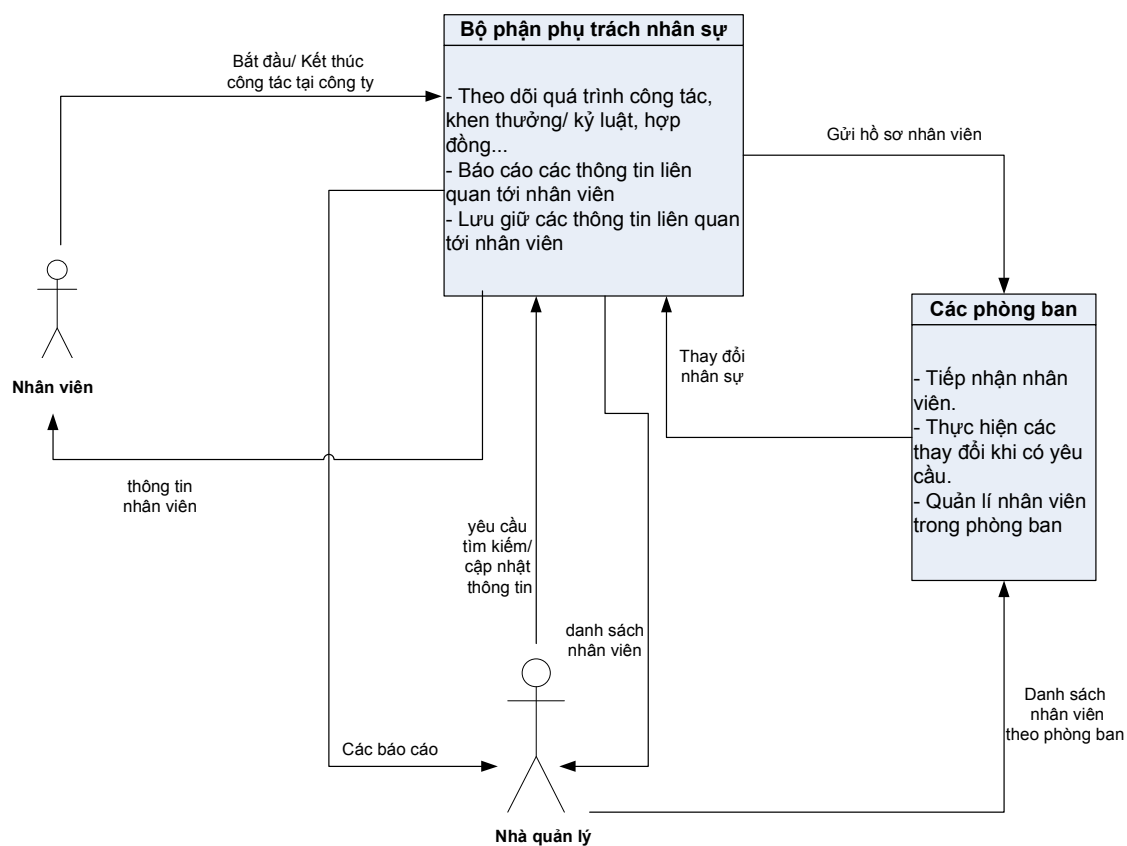 Bộ phận phụ trách nhân sự
Bắt đầu/ Kết thúc
công tác tại công ty
- Theo dõi quá trình công tác,
khen thưởng/ kỷ luật, hợp
đồng...
- Báo cáo các thông tin liên
quan tới nhân viên
- Lưu giữ các thông tin liên quan
tới nhân viên
Gửi hồ sơ nhân viên
Các phòng ban
- Tiếp nhận nhân
viên.
- Thực hiện các
thay đổi khi có yêu
cầu.
- Quản lí nhân viên
trong phòng ban
Thay đổi
nhân sự
Nhân viên
thông tin
nhân viên
yêu cầu
tìm kiếm/
cập nhật
thông tin
danh sách
nhân viên
Danh sách
nhân viên
theo phòng ban
Các báo cáo
Nhà quản lý